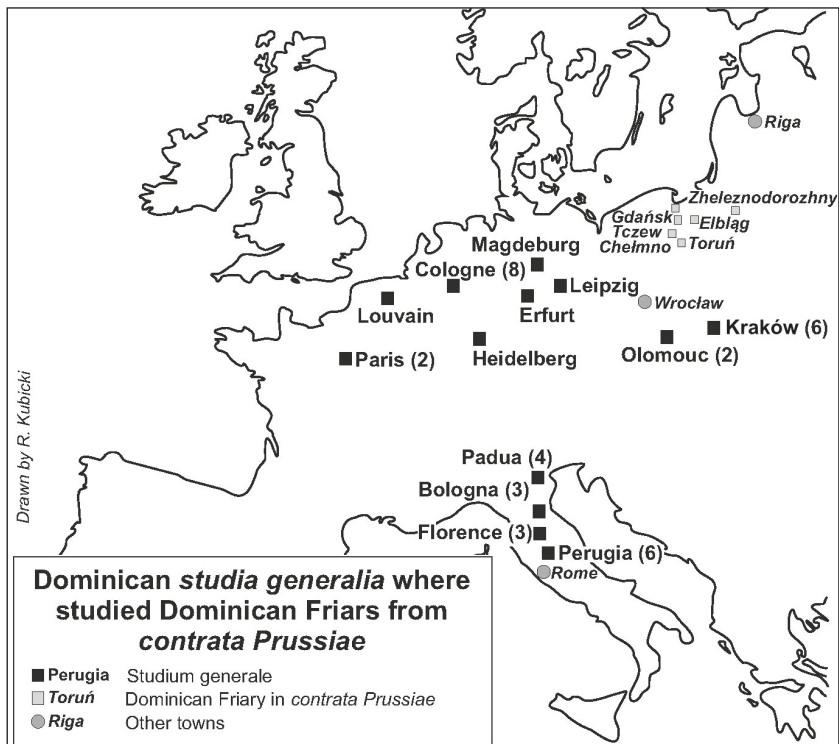 Riga
Zheleznodorozhny
Gdańsk
Elbląg
Tczew
Chełmno
Toruń
Magdeburg
Cologne (8)
Leipzig
Louvain
Erfurt
Wrocław
Kraków (6)
Paris (2)
Heidelberg
Olomouc (2)
Drawn by R. Kubicki
Padua (4)
Bologna (3)
Florence (3)
Perugia (6)
Rome
Dominican studia generalia where
studied Dominican Friars from
contrata Prussiae
Perugia Studium generale
Toruń Dominican Friary in contrata Prussiae
Riga Other towns